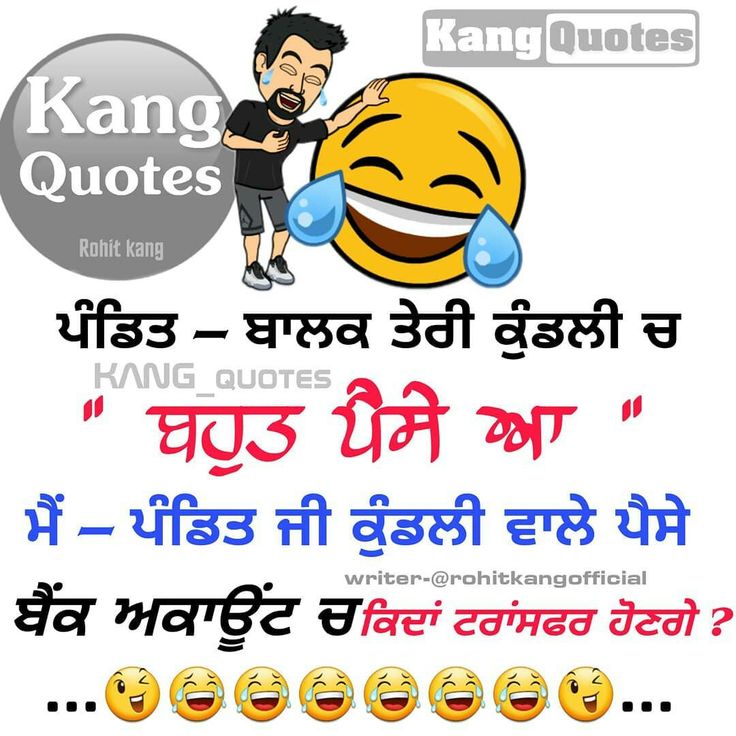 Kang Quotes
Kang
Quotes
Rohit kang
ਪੰਡਿਤ – ਬਾਲਕ ਤੇਰੀ ਕੁੰਡਲੀ ਚ
KANG_QUOTES
" ਬਹੁਤ ਪੈਸੇ ਆ "
ਮੈਂ – ਪੰਡਿਤ ਜੀ ਕੁੰਡਲੀ ਵਾਲੇ ਪੈਸੇ
writer-@rohitkangofficial
ਬੈਂਕ ਅਕਾਊਂਟ ਚ ਕਿਦਾਂ ਟਰਾਂਸਫਰ ਹੋਣਗੇ ?
...😉😂😂😂😂😂😂😉...